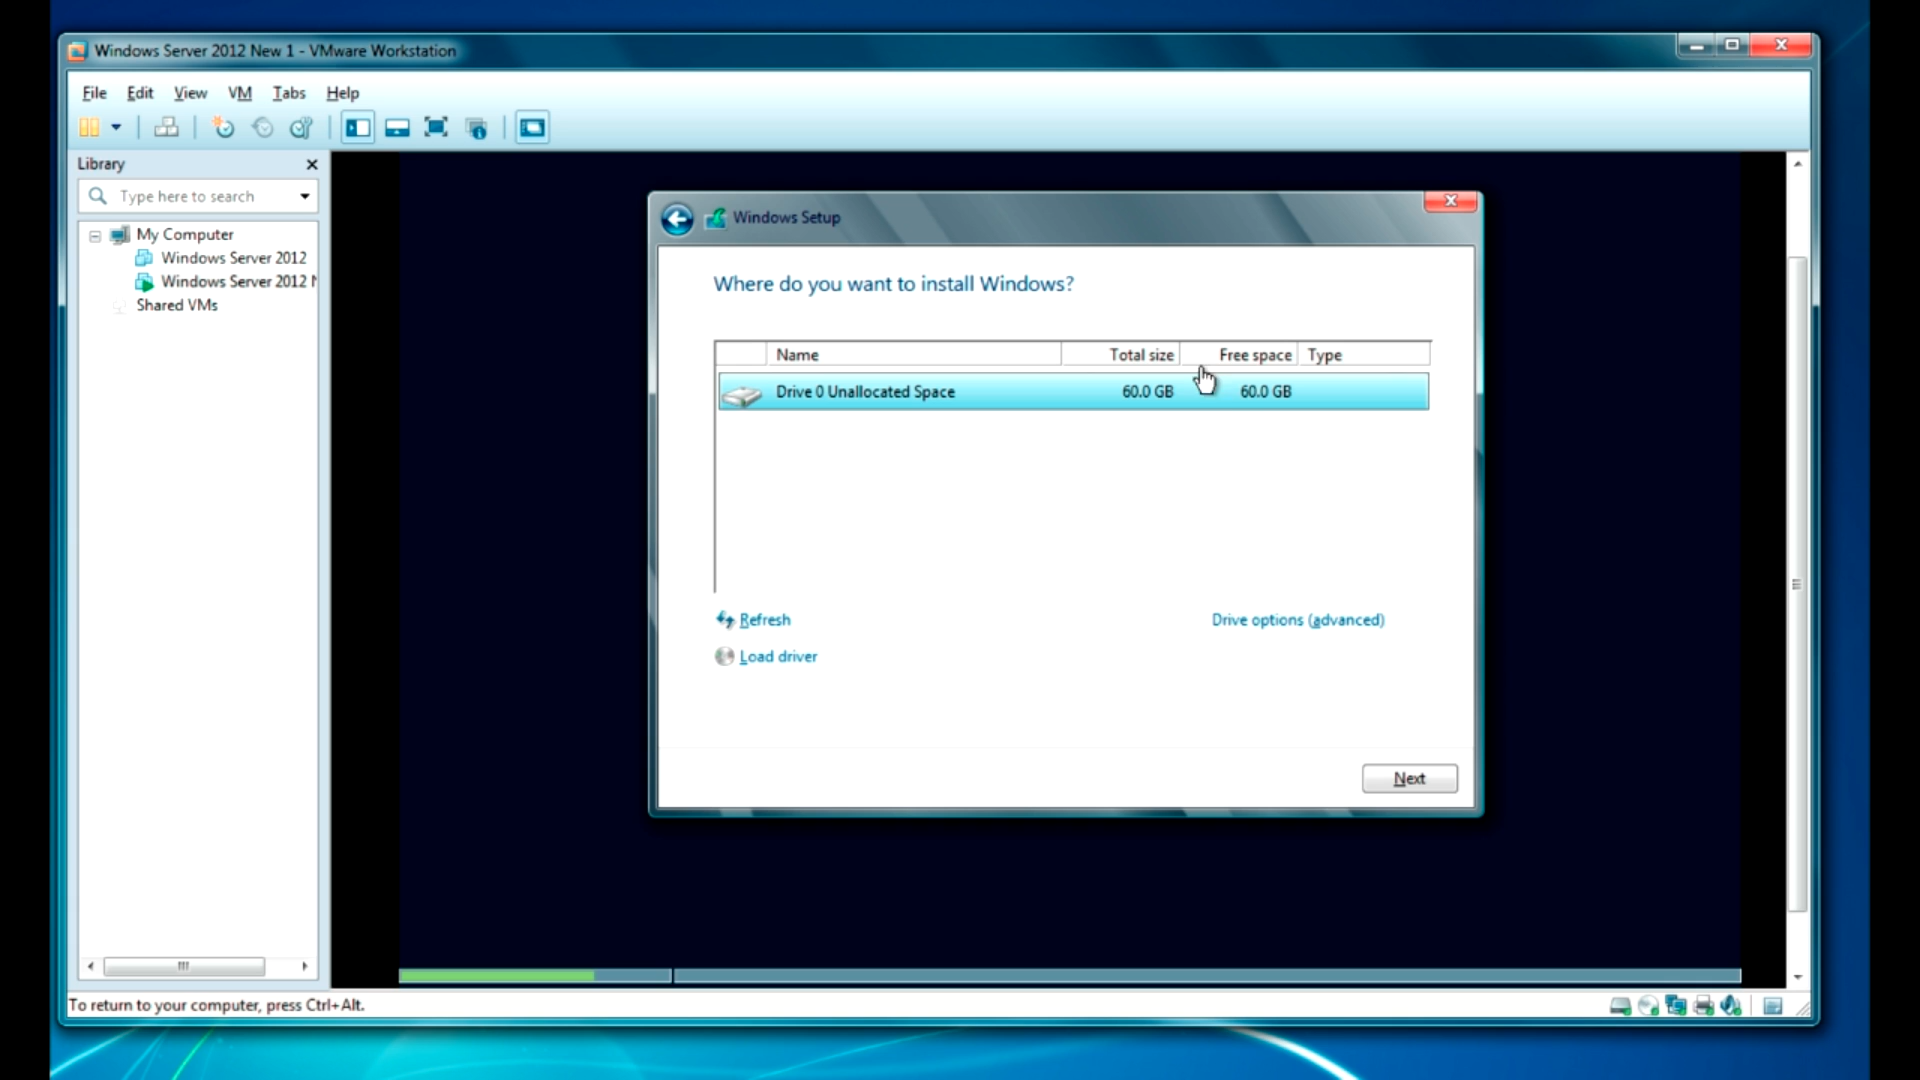 Windows Server 2012 New 1 - VMware Workstation
File Edit View VM Tabs Help
Library
Type here to search
My Computer
Windows Server 2012
Windows Server 2012 N
Shared VMs
Windows Setup
Where do you want to install Windows?
Name Total size Free space Type
Drive 0 Unallocated Space 60.0 GB 60.0 GB
Refresh Drive options (advanced)
Load driver
Next
To return to your computer, press Ctrl+Alt.